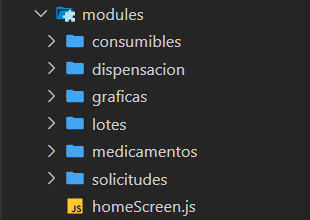 modules
consumibles
dispensacion
graficas
lotes
medicamentos
solicitudes
JS homeScreen.js